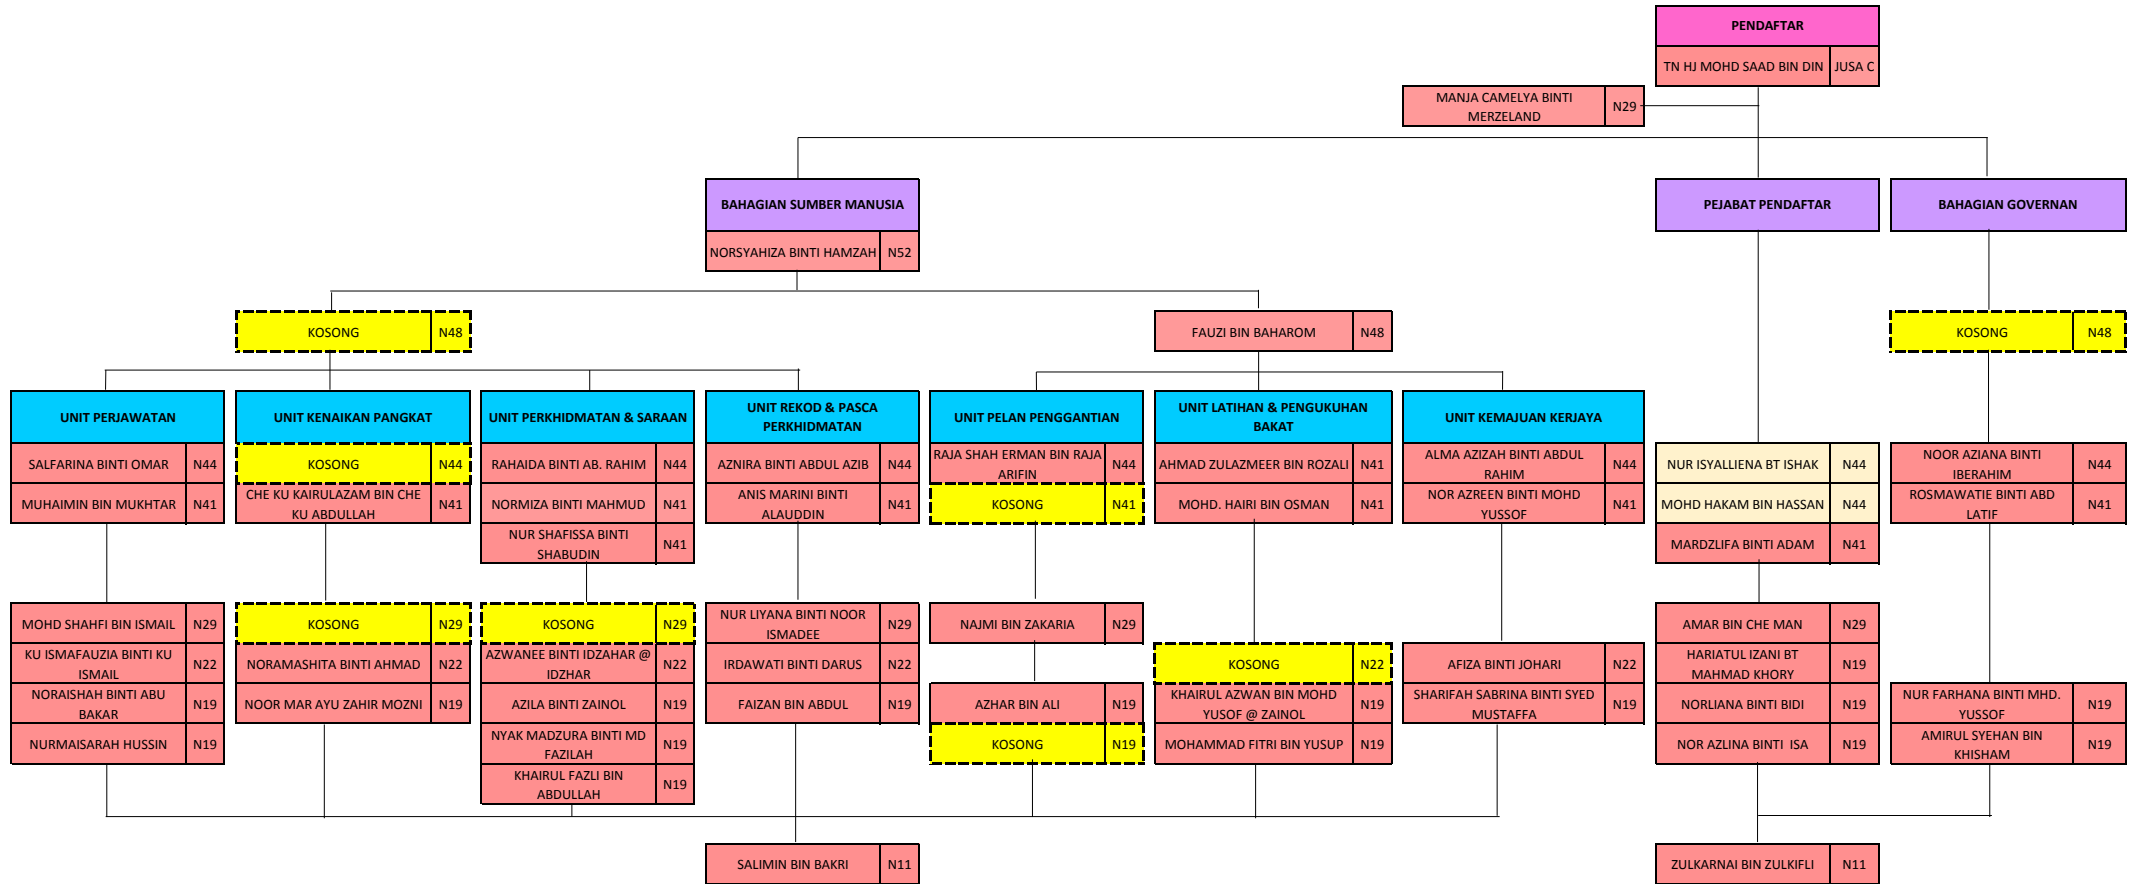 PENDAFTAR
TN HJ MOHD SAAD BIN DIN JUSA C
MANJA CAMELYA BINTI
MERZELAND
N29
BAHAGIAN SUMBER MANUSIA
NORSYAHIZA BINTI HAMZAH N52
PEJABAT PENDAFTAR
BAHAGIAN GOVERNAN
KOSONG N48
FAUZI BIN BAHAROM N48
KOSONG N48
UNIT PERJAWATAN
SALFARINA BINTI OMAR N44
MUHAIMIN BIN MUKHTAR N41
MOHD SHAHFI BIN ISMAIL N29
KU ISMAFAUZIA BINTI KU
ISMAIL
N22
NORAISHAH BINTI ABU
BAKAR
N19
NURMAISARAH HUSSIN N19
UNIT KENAIKAN PANGKAT
KOSONG N44
CHE KU KAIRULAZAM BIN CHE
KU ABDULLAH
N41
KOSONG N29
NORAMASHITA BINTI AHMAD N22
NOOR MAR AYU ZAHIR MOZNI N19
UNIT PERKHIDMATAN & SARAAN
RAHAIDA BINTI AB. RAHIM N44
NORMIZA BINTI MAHMUD N41
NUR SHAFISSA BINTI
SHABUDIN
N41
KOSONG N29
AZWANEE BINTI IDZAHAR @
IDZHAR
N22
AZILA BINTI ZAINOL N19
NYAK MADZURA BINTI MD
FAZILAH
N19
KHAIRUL FAZLI BIN
ABDULLAH
N19
UNIT REKOD & PASCA
PERKHIDMATAN
AZNIRA BINTI ABDUL AZIB N44
ANIS MARINI BINTI
ALAUDDIN
N41
NUR LIYANA BINTI NOOR
ISMADEE
N29
IRDAWATI BINTI DARUS N22
FAIZAN BIN ABDUL N19
UNIT PELAN PENGGANTIAN
RAJA SHAH ERMAN BIN RAJA
ARIFIN
N44
KOSONG N41
NAJMI BIN ZAKARIA N29
AZHAR BIN ALI N19
KOSONG N19
UNIT LATIHAN & PENGUKUHAN
BAKAT
AHMAD ZULAZMEER BIN ROZALI N41
MOHD. HAIRI BIN OSMAN N41
KOSONG N22
KHAIRUL AZWAN BIN MOHD
YUSOF @ ZAINOL
N19
MOHAMMAD FITRI BIN YUSUP N19
UNIT KEMAJUAN KERJAYA
ALMA AZIZAH BINTI ABDUL
RAHIM
N44
NOR AZREEN BINTI MOHD
YUSSOF
N41
AFIZA BINTI JOHARI N22
SHARIFAH SABRINA BINTI SYED
MUSTAFFA
N19
NUR ISYALLIENA BT ISHAK N44
MOHD HAKAM BIN HASSAN N44
MARDZLIFA BINTI ADAM N41
AMAR BIN CHE MAN N29
HARIATUL IZANI BT
MAHMAD KHORY
N19
NORLIANA BINTI BIDI N19
NOR AZLINA BINTI ISA N19
NOOR AZIANA BINTI
IBERAHIM
N44
ROSMAWATIE BINTI ABD
LATIF
N41
NUR FARHANA BINTI MHD.
YUSSOF
N19
AMIRUL SYEHAN BIN
KHISHAM
N19
SALIMIN BIN BAKRI N11
ZULKARNAI BIN ZULKIFLI N11